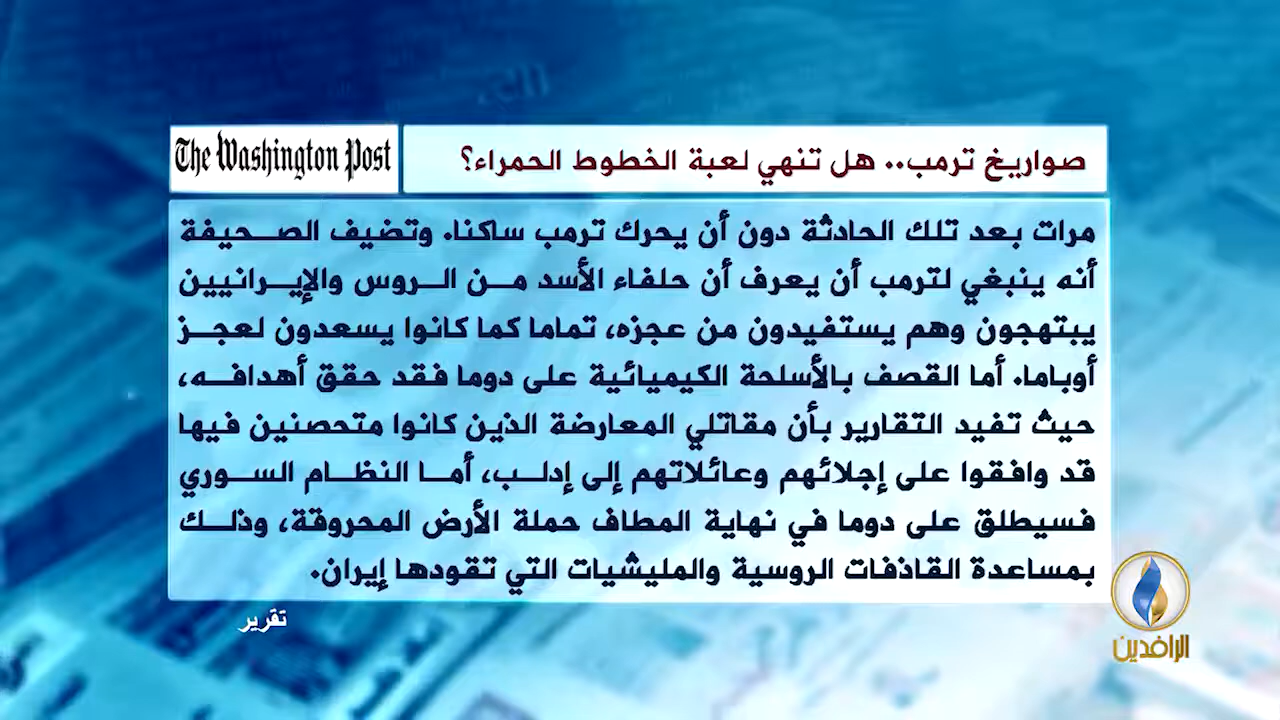 The Washington Post
صواريخ ترمب.. هل تنهي لعبة الخطوط الحمراء؟
مرات بعد تلك الحادثة دون أن يحرك ترمب ساكنا. وتضيف الصحيفة
أنه ينبغي لترمب أن يعرف أن حلفاء الأسد من الروس والإيرانيين
يبتهجون وهم يستفيدون من عجزه، تماما كما كانوا يسعدون لعجز
أوباما. أما القصف بالأسلحة الكيميائية على دوما فقد حقق أهدافه،
حيث تفيد التقارير بأن مقاتلي المعارضة الذين كانوا متحصنين فيها
قد وافقوا على إجلائهم وعائلاتهم إلى إدلب، أما النظام السوري
فسيطلق على دوما في نهاية المطاف حملة الأرض المحروقة، وذلك
بمساعدة القاذفات الروسية والمليشيات التي تقودها إيران.
تقرير
الرافدين